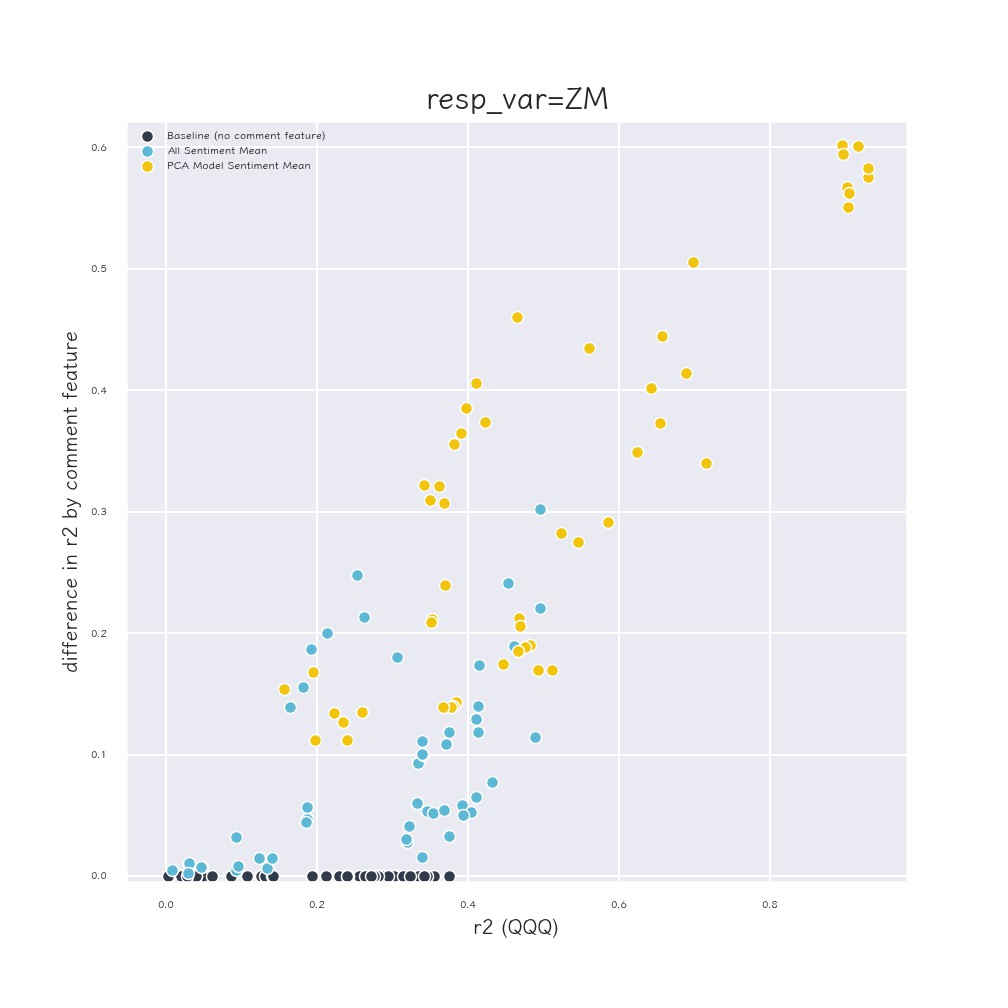 resp_var=ZM
Baseline (no comment feature)
All Sentiment Mean
PCA Model Sentiment Mean
difference in r2 by comment feature
0.6
0.5
0.4
0.3
0.2
0.1
0.0
0.0 0.2 0.4 0.6 0.8
r2 (QQQ)